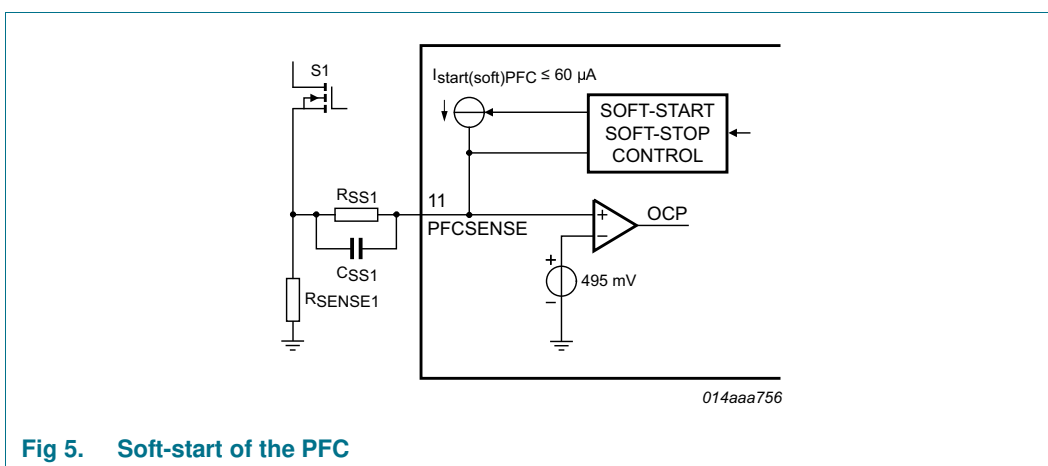 S1
Istart(soft)PFC ≤ 60 μA
SOFT-START
SOFT-STOP
CONTROL
RSS1
11
PFCSENSE
CSS1
RSENSE1
+
−
OCP
+
−
495 mV
014aaa756
Fig 5. Soft-start of the PFC